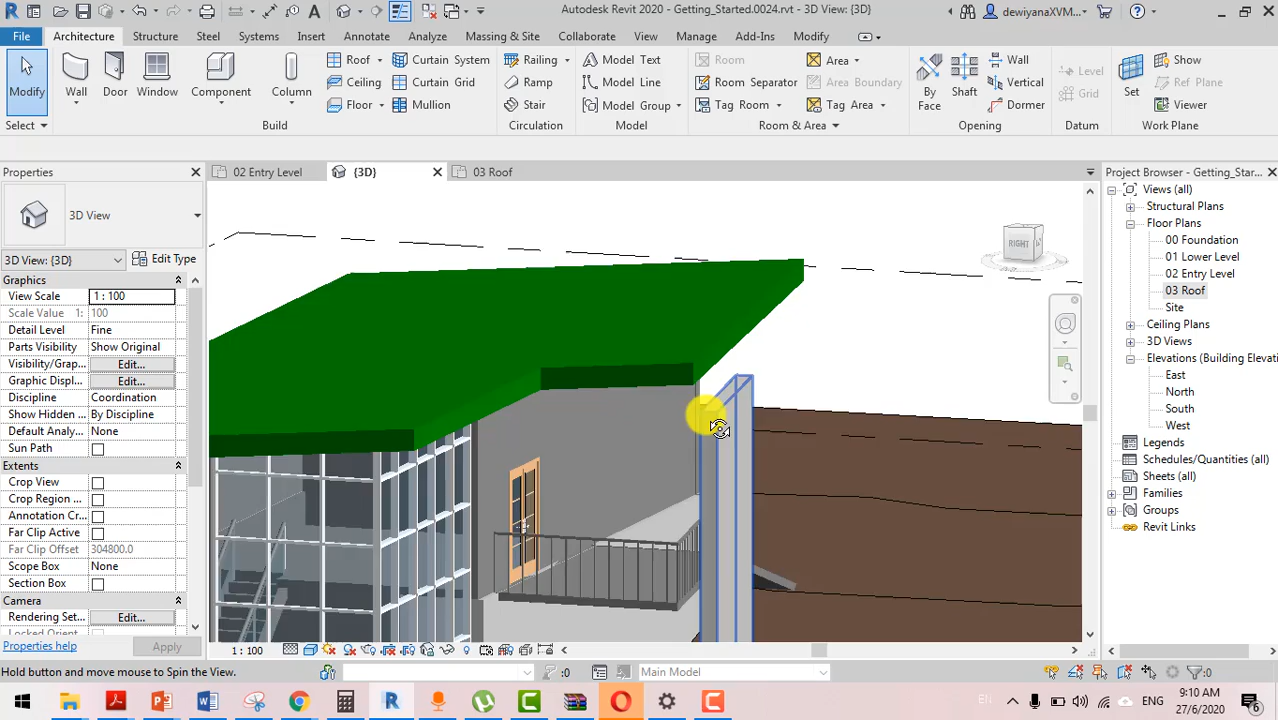 Autodesk Revit 2020 - Getting_Started.0024.rvt - 3D View: {3D}
dewiyanaXVM...
File Architecture Structure Steel Systems Insert Annotate Analyze Massing & Site Collaborate View Manage Add-Ins Modify
Modify Wall Door Window Component Column
Roof Curtain System Railing Model Text Room Area Wall Level Show
Ceiling Curtain Grid Ramp Model Line Room Separator Area Boundary By Face Shaft Vertical Grid Set Ref Plane
Floor Mullion Stair Model Group Tag Room Tag Area Dormer Viewer
Select Build Circulation Model Room & Area Opening Datum Work Plane
Properties
02 Entry Level {3D} 03 Roof
Project Browser - Getting_Star...
3D View
3D View: {3D} Edit Type
Graphics
View Scale 1 : 100
Scale Value 1: 100
Detail Level Fine
Parts Visibility Show Original
Visibility/Grap... Edit...
Graphic Displ... Edit...
Discipline Coordination
Show Hidden ... By Discipline
Default Analy... None
Sun Path
Extents
Crop View
Crop Region ...
Annotation Cr...
Far Clip Active
Far Clip Offset 304800.0
Scope Box None
Section Box
Camera
Rendering Set... Edit...
Properties help Apply
RIGHT
Views (all)
Structural Plans
Floor Plans
00 Foundation
01 Lower Level
02 Entry Level
03 Roof
Site
Ceiling Plans
3D Views
Elevations (Building Elevati
East
North
South
West
Legends
Schedules/Quantities (all)
Sheets (all)
Families
Groups
Revit Links
1 : 100
Hold button and move mouse to Spin the View.
:0 Main Model :0
EN ENG
9:10 AM
27/6/2020
6